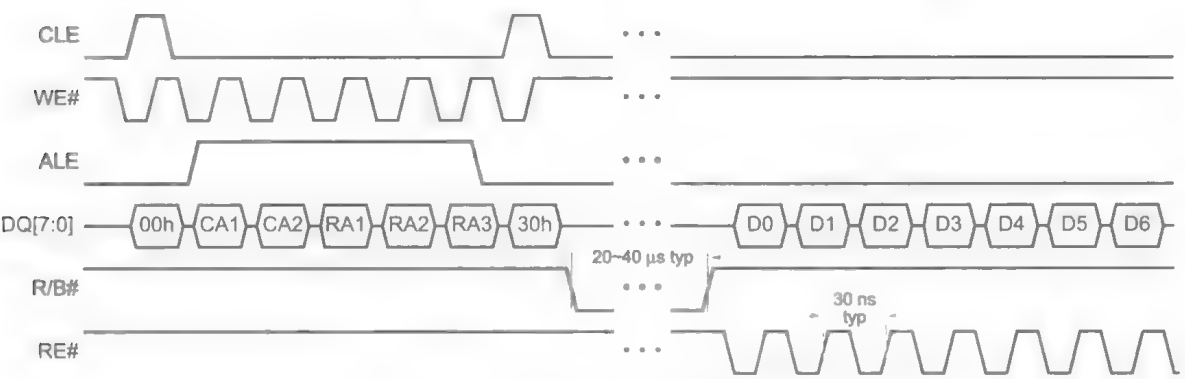 CLE
WE#
ALE
DQ[7:0] 00h CA1 CA2 RA1 RA2 RA3 30h D0 D1 D2 D3 D4 D5 D6
20~40 µs typ
R/B#
30 ns
typ
RE#